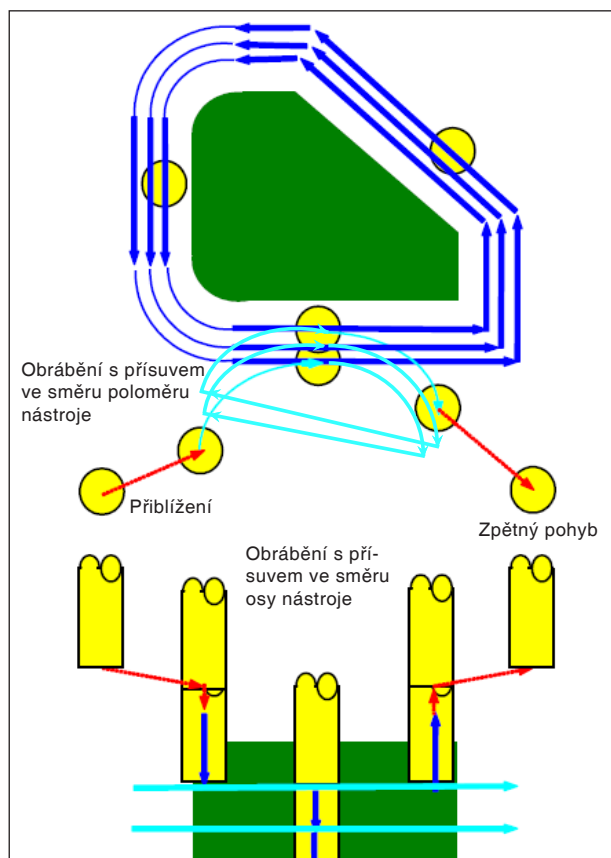 Obrábění s přísuvem
ve směru poloměru
nástroje
Přiblížení
Zpětný pohyb
Obrábění s pří-
suvem ve směru
osy nástroje